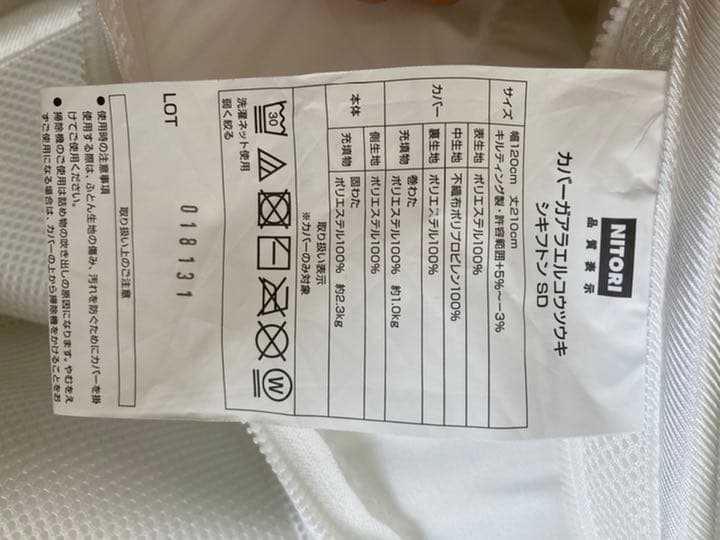 NITORI
品質表示
カバーガアラエルコウツウキ
シキフトン SD
サイズ 幅120cm 丈210cm
キルティング製・許容範囲+5%〜-3%
カバー 表生地 ポリエステル100%
中生地 不織布ポリプロピレン100%
裏生地 ポリエステル100%
充填物 巻わた
ポリエステル100% 約1.0kg
本体 側生地 ポリエステル100%
充填物 固わた
ポリエステル100% 約2.3kg
取り扱い表示
※カバーのみ対象
30 W
洗濯ネット使用
弱く絞る
LOT 018131
取り扱い上のご注意
●使用時の注意事項
使用する際は、ふとん生地の傷み、汚れを防ぐためにカバーを掛
けてご使用ください。
●掃除機のご使用は詰め物の吹き出しの原因になります。やむをえ
ずご使用になる場合は、カバーの上から掃除機をかけることをお